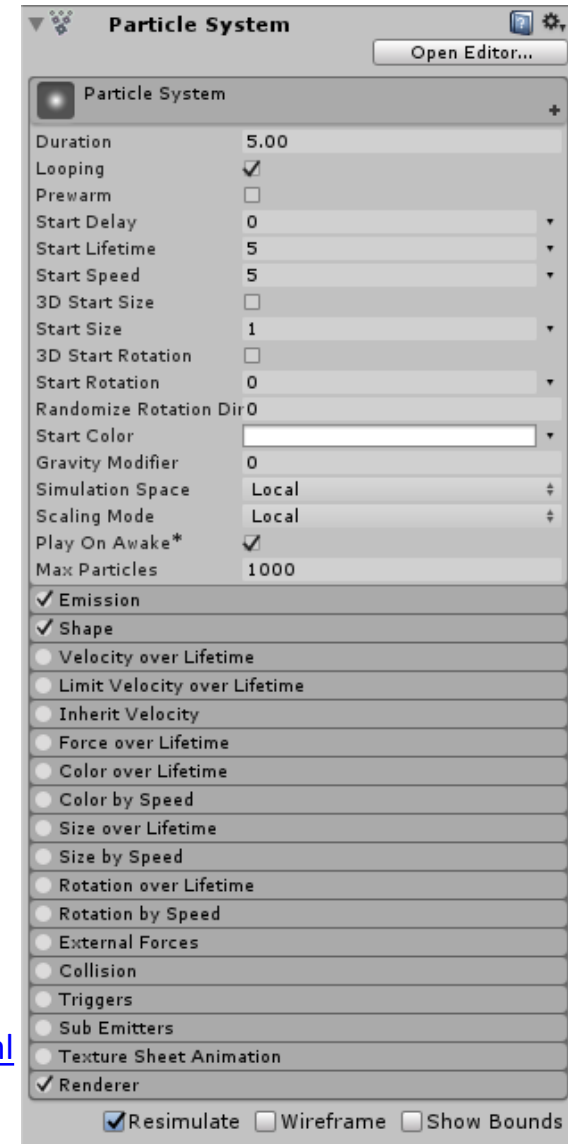 Particle System
Open Editor...
Particle System
Duration 5.00
Looping
Prewarm
Start Delay 0
Start Lifetime 5
Start Speed 5
3D Start Size
Start Size 1
3D Start Rotation
Start Rotation 0
Randomize Rotation Dir 0
Start Color
Gravity Modifier 0
Simulation Space Local
Scaling Mode Local
Play On Awake*
Max Particles 1000
Emission
Shape
Velocity over Lifetime
Limit Velocity over Lifetime
Inherit Velocity
Force over Lifetime
Color over Lifetime
Color by Speed
Size over Lifetime
Size by Speed
Rotation over Lifetime
Rotation by Speed
External Forces
Collision
Triggers
Sub Emitters
Texture Sheet Animation
Renderer
Resimulate Wireframe Show Bounds